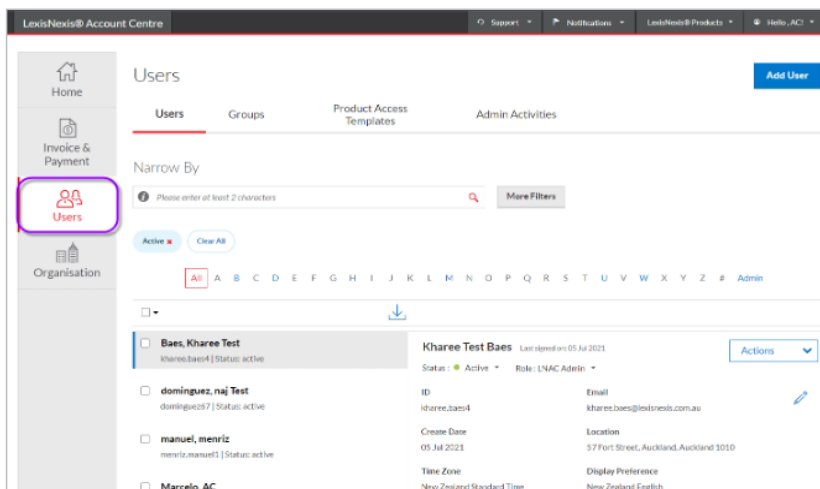 LexisNexis® Account Centre
Support
Notifications
LexisNexis® Products
Hello, AC!
Home
Invoice &
Payment
Users
Organisation
Users
Add User
Users
Groups
Product Access
Templates
Admin Activities
Narrow By
Please enter at least 2 characters
More Filters
Active x
Clear All
All A B C D E F G H I J K L M N O P Q R S T U V W X Y Z # Admin
Baes, Kharee Test
kharee.baes4 | Status: active
dominguez, naj Test
dominguez67 | Status: active
manuel, menriz
menriz.manuel1 | Status: active
Marcelo, AC
Kharee Test Baes Last signed on: 05 Jul 2021
Actions
Status : Active Role: LNAC Admin
ID
kharee.baes4
Email
kharee.baes@lexisnexis.com.au
Create Date
05 Jul 2021
Location
57 Fort Street, Auckland, Auckland 1010
Time Zone
New Zealand Standard Time
Display Preference
New Zealand English